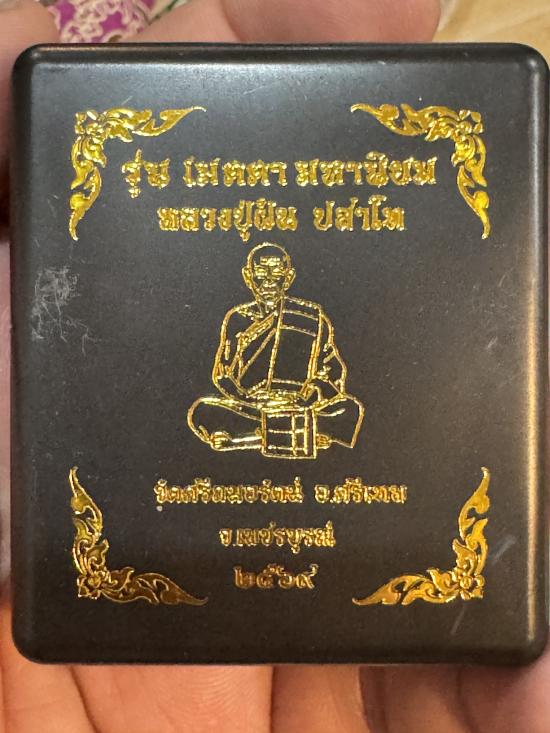 รุ่น เมตตา มหานิยม
หลวงปู่ฝัน ปสาโท
วัดศรีถมอรัตน์ อ.ศรีเทพ
จ.เพชรบูรณ์
๒๕๖๙